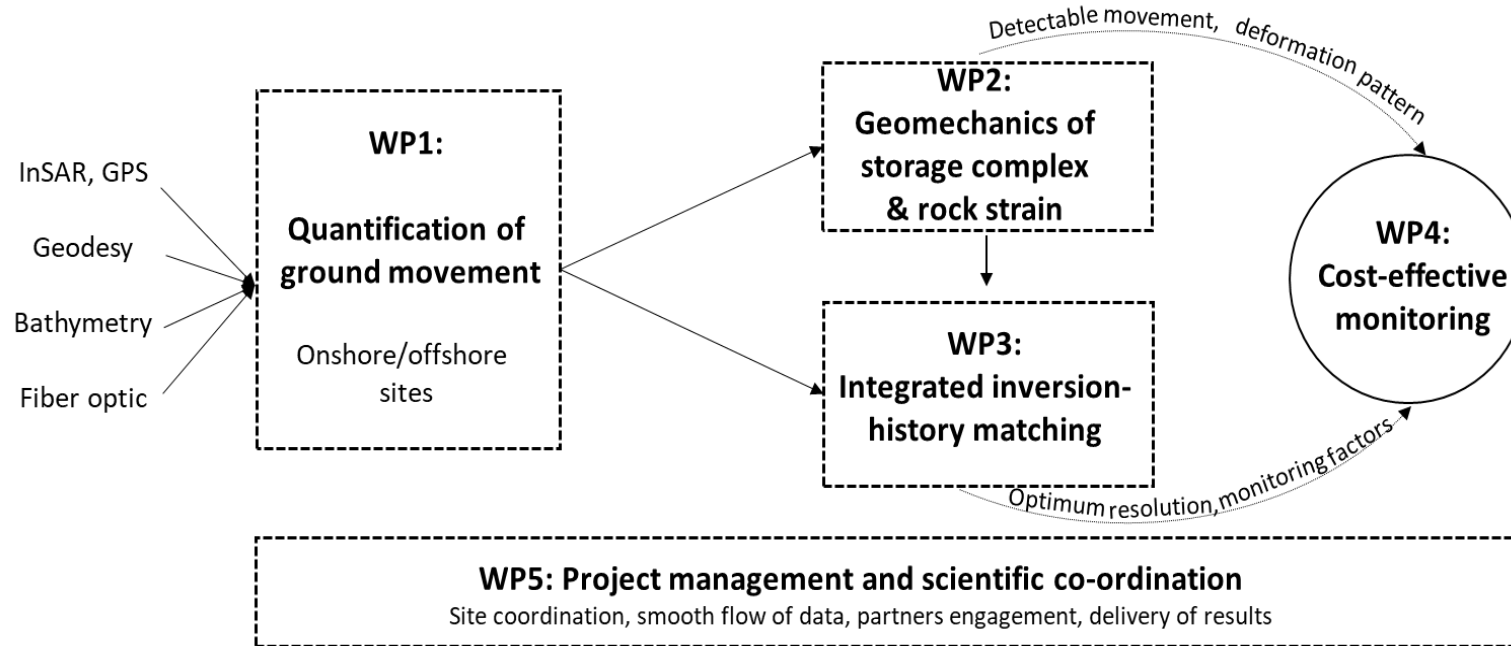 InSAR, GPS
Geodesy
Bathymetry
Fiber optic
WP1:
Quantification of
ground movement
Onshore/offshore
sites
WP2:
Geomechanics of
storage complex
& rock strain
WP3:
Integrated inversion-
history matching
Detectable movement, deformation pattern
Optimum resolution, monitoring factors
WP4:
Cost-effective
monitoring
WP5: Project management and scientific co-ordination
Site coordination, smooth flow of data, partners engagement, delivery of results